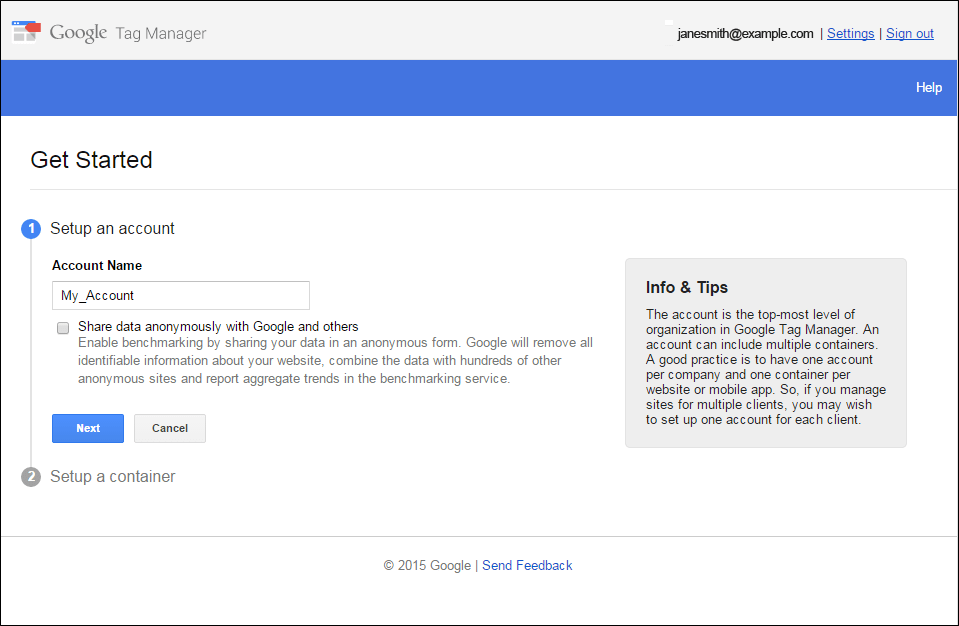 Google Tag Manager
janesmith@example.com | Settings | Sign out
Help
Get Started
1 Setup an account
Account Name
My_Account
Share data anonymously with Google and others
Enable benchmarking by sharing your data in an anonymous form. Google will remove all
identifiable information about your website, combine the data with hundreds of other
anonymous sites and report aggregate trends in the benchmarking service.
Next Cancel
Info & Tips
The account is the top-most level of
organization in Google Tag Manager. An
account can include multiple containers.
A good practice is to have one account
per company and one container per
website or mobile app. So, if you manage
sites for multiple clients, you may wish
to set up one account for each client.
2 Setup a container
© 2015 Google | Send Feedback